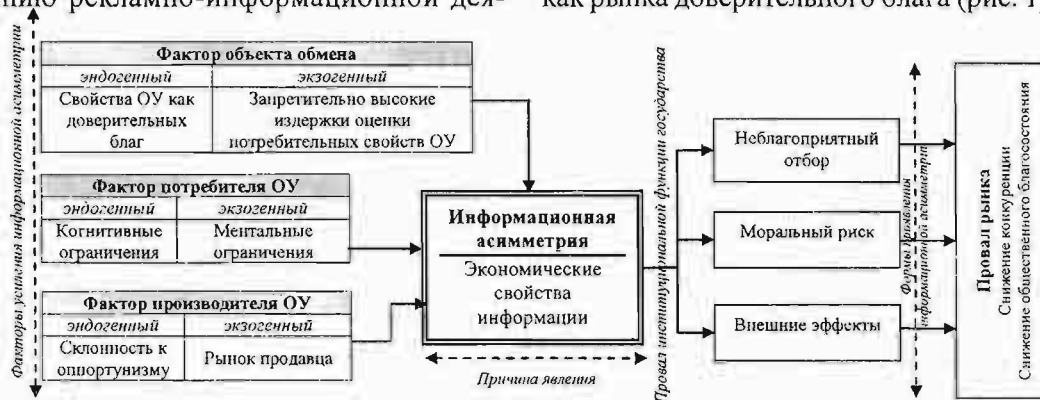 нию рекламно-информационной дея-
как рынка доверительного блага (рис. 1)
Факторы усиления информационной асимметрии
Фактор объекта обмена
эндогенный
экзогенный
Свойства ОУ как
доверительных
благ
Запретительно высокие
издержки оценки
потребительных свойств ОУ
Фактор потребителя ОУ
эндогенный
экзогенный
Когнитивные
ограничения
Ментальные
ограничения
Фактор производителя ОУ
эндогенный
экзогенный
Склонность к
оппортунизму
Рынок продавца
Информационная
асимметрия
Экономические
свойства
информации
Причина явления
Провал институциональной функции государства
Неблагоприятный
отбор
Моральный риск
Внешние эффекты
Формы проявления
информационной асимметрии
Провал рынка
Снижение конкуренции
Снижение общественного благосостояния